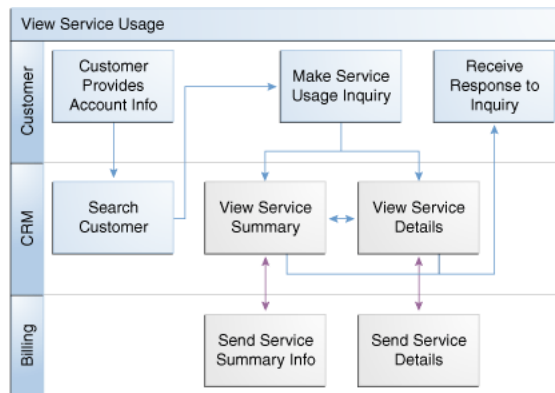 View Service Usage
Customer
Customer
Provides
Account Info
Make Service
Usage Inquiry
Receive
Response to
Inquiry
CRM
Search
Customer
View Service
Summary
View Service
Details
Billing
Send Service
Summary Info
Send Service
Details